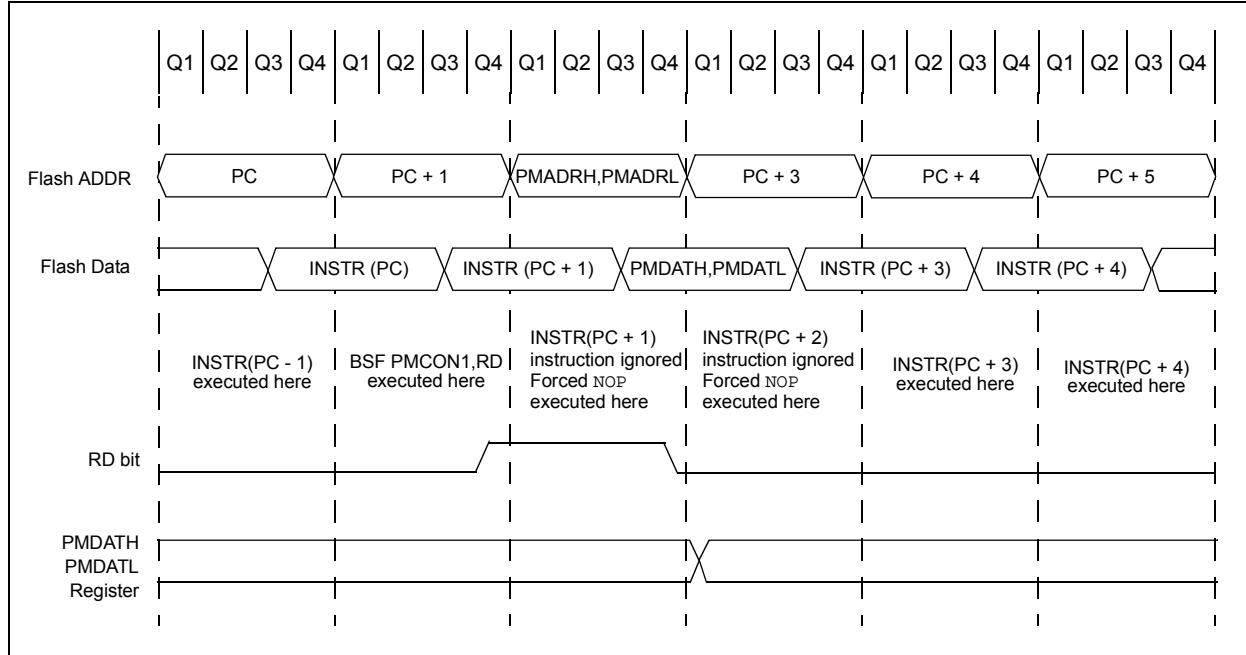 Q1 Q2 Q3 Q4 Q1 Q2 Q3 Q4 Q1 Q2 Q3 Q4 Q1 Q2 Q3 Q4 Q1 Q2 Q3 Q4 Q1 Q2 Q3 Q4
Flash ADDR PC PC + 1 PMADRH,PMADRL PC + 3 PC + 4 PC + 5
Flash Data INSTR (PC) INSTR (PC + 1) PMDATH,PMDATL INSTR (PC + 3) INSTR (PC + 4)
INSTR(PC - 1)
executed here
BSF PMCON1,RD
executed here
INSTR(PC + 1)
instruction ignored
Forced NOP
executed here
INSTR(PC + 2)
instruction ignored
Forced NOP
executed here
INSTR(PC + 3)
executed here
INSTR(PC + 4)
executed here
RD bit
PMDATH
PMDATL
Register